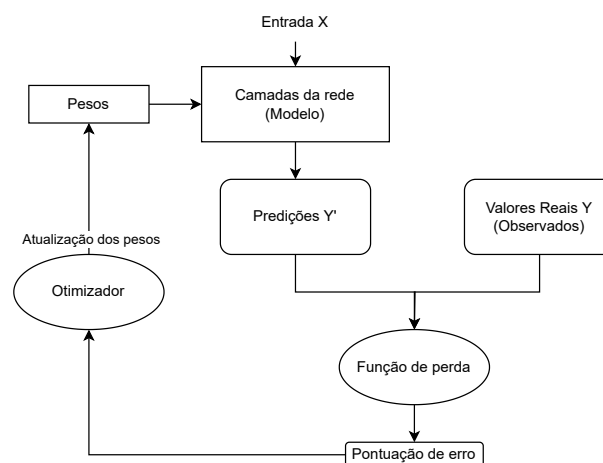 Entrada X
Pesos
Camadas da rede
(Modelo)
Predições Y'
Valores Reais Y
(Observados)
Atualização dos pesos
Otimizador
Função de perda
Pontuação de erro